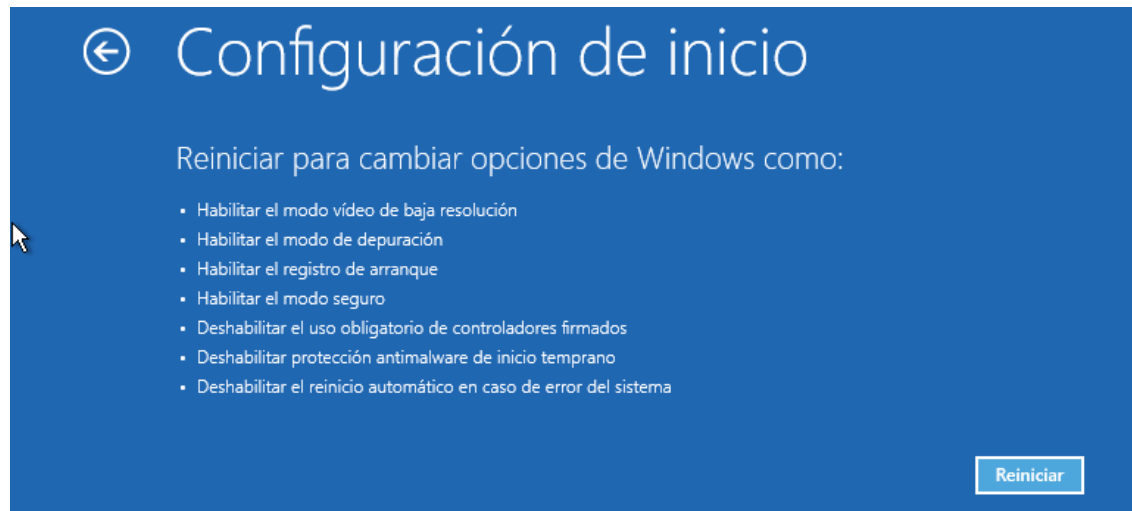 Configuración de inicio
Reiniciar para cambiar opciones de Windows como:
▪ Habilitar el modo vídeo de baja resolución
▪ Habilitar el modo de depuración
▪ Habilitar el registro de arranque
▪ Habilitar el modo seguro
▪ Deshabilitar el uso obligatorio de controladores firmados
▪ Deshabilitar protección antimalware de inicio temprano
▪ Deshabilitar el reinicio automático en caso de error del sistema
Reiniciar